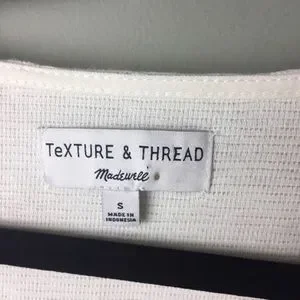 TeXTURE & THREAD
Madewell
S
MADE IN
INDONESIA